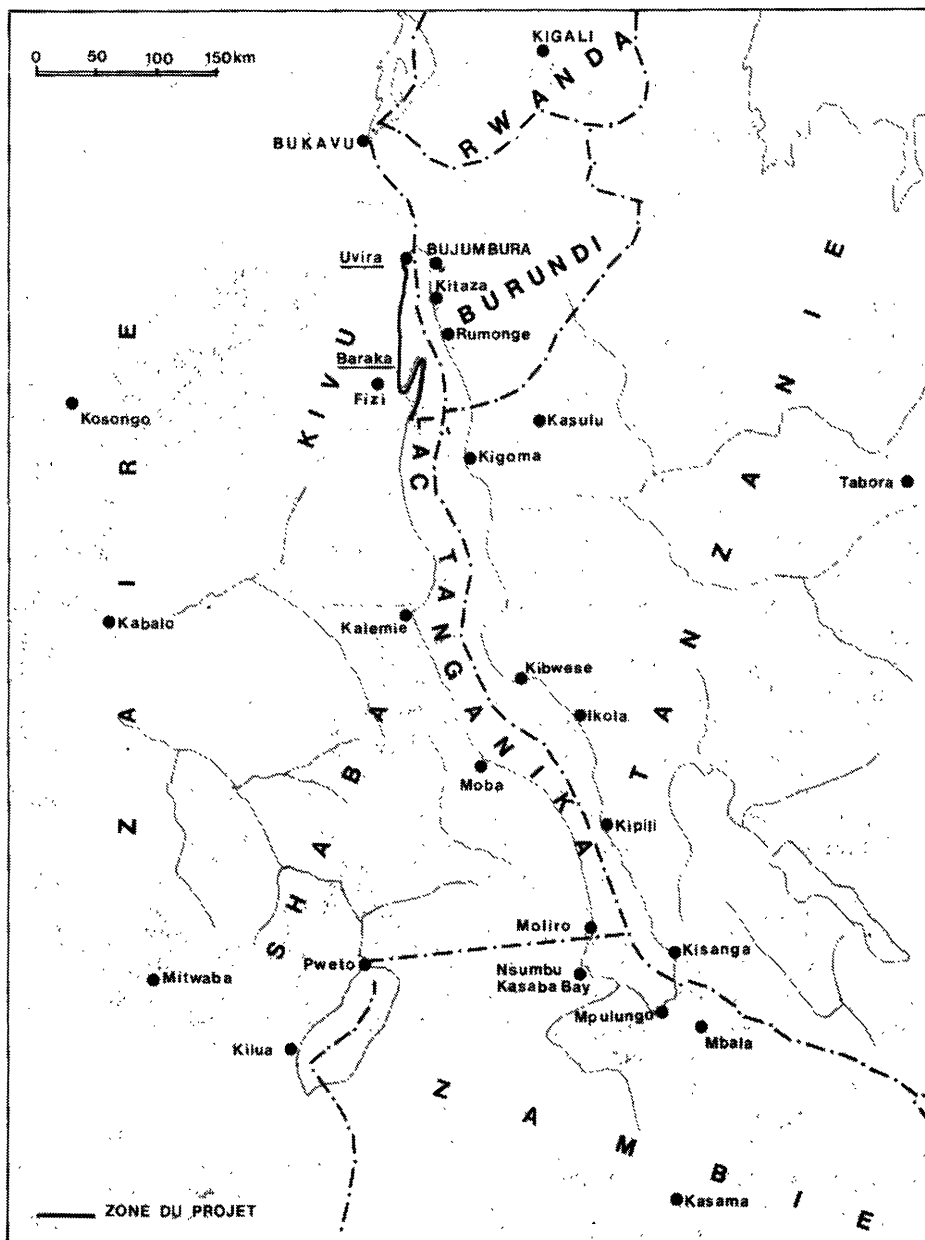 0 60 100 150km
KIGALI
RWANDA
BUKAVU
Uvira
BUJUMBURA
Kitaza
BURUNDI
Rumonge
KIVU
Baraka
Fizi
Kosongo
Kasulu
Kigoma
Tabora
LAC TANGANIKA
ZAIRE
TANZANIE
Kabalo
Kalemie
Kibwese
Ikola
SHABA
Moba
Kipili
Moliro
Kisanga
Pweto
Mitwaba
Nsumbu
Kasaba Bay
Mpulungo
Mbala
Kilua
ZAMBIE
Kasama
ZONE DU PROJET